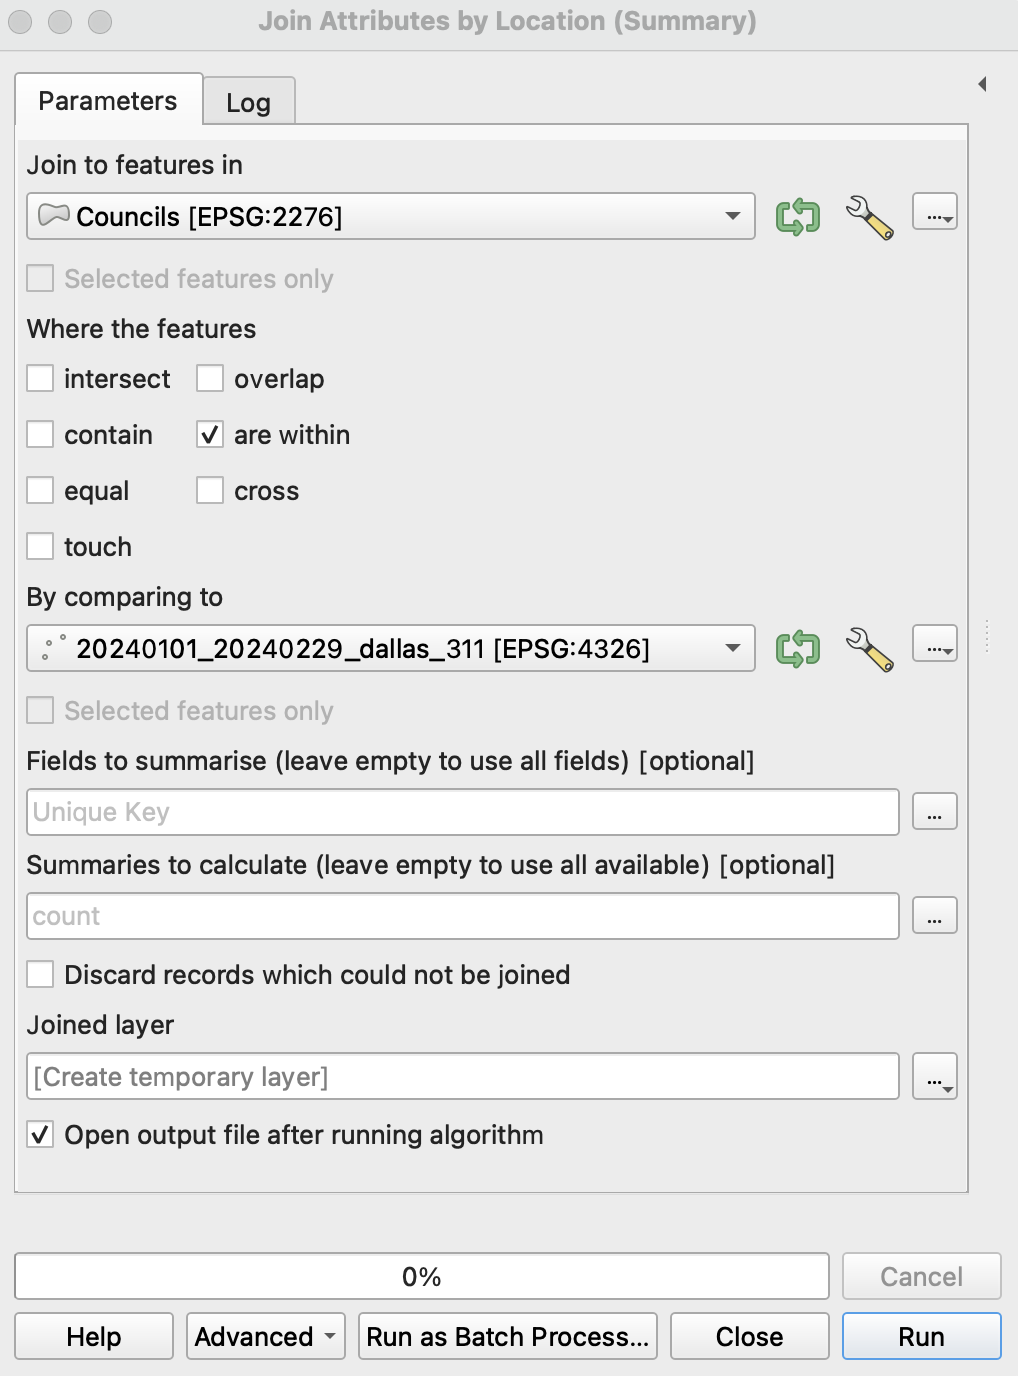 Join Attributes by Location (Summary)
Parameters
Log
Join to features in
Councils [EPSG:2276]
...
Selected features only
Where the features
intersect
overlap
contain
are within
equal
cross
touch
By comparing to
20240101_20240229_dallas_311 [EPSG:4326]
...
Selected features only
Fields to summarise (leave empty to use all fields) [optional]
Unique Key
...
Summaries to calculate (leave empty to use all available) [optional]
count
...
Discard records which could not be joined
Joined layer
[Create temporary layer]
...
Open output file after running algorithm
0%
Cancel
Help
Advanced
Run as Batch Process...
Close
Run